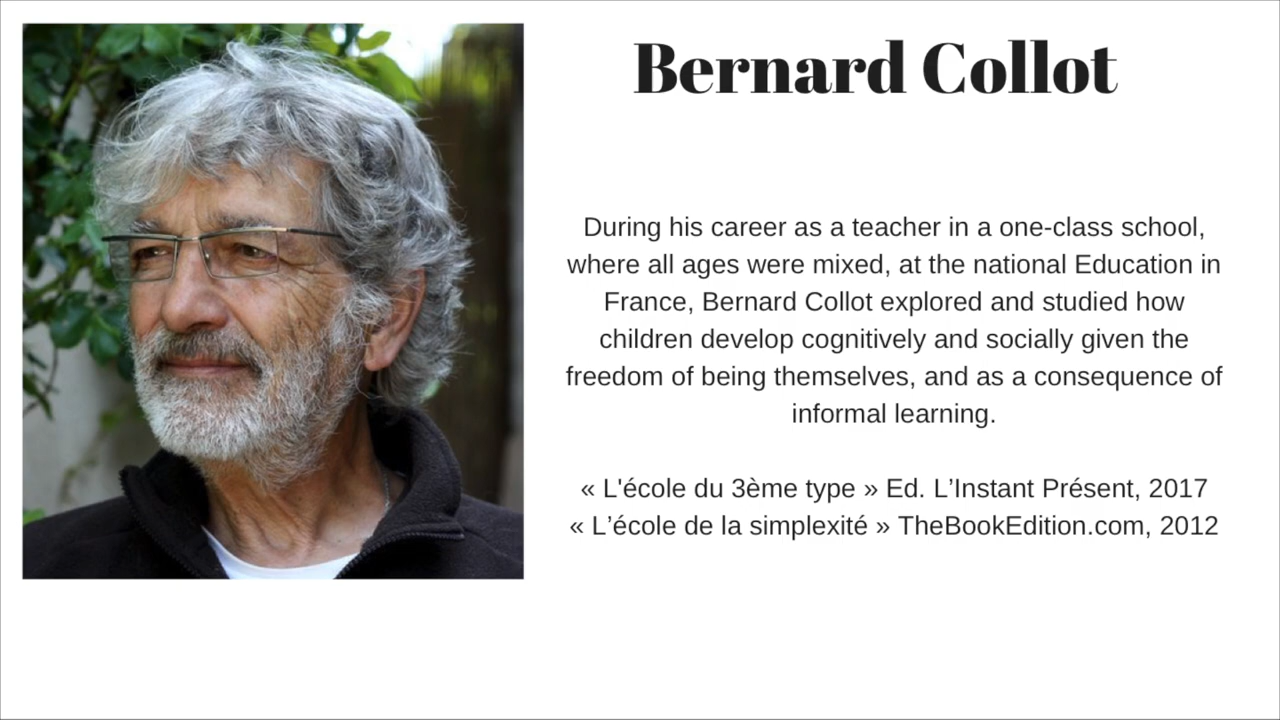 Bernard Collot
During his career as a teacher in a one-class school,
where all ages were mixed, at the national Education in
France, Bernard Collot explored and studied how
children develop cognitively and socially given the
freedom of being themselves, and as a consequence of
informal learning.
« L'école du 3ème type » Ed. L’Instant Présent, 2017
« L’école de la simplexité » TheBookEdition.com, 2012